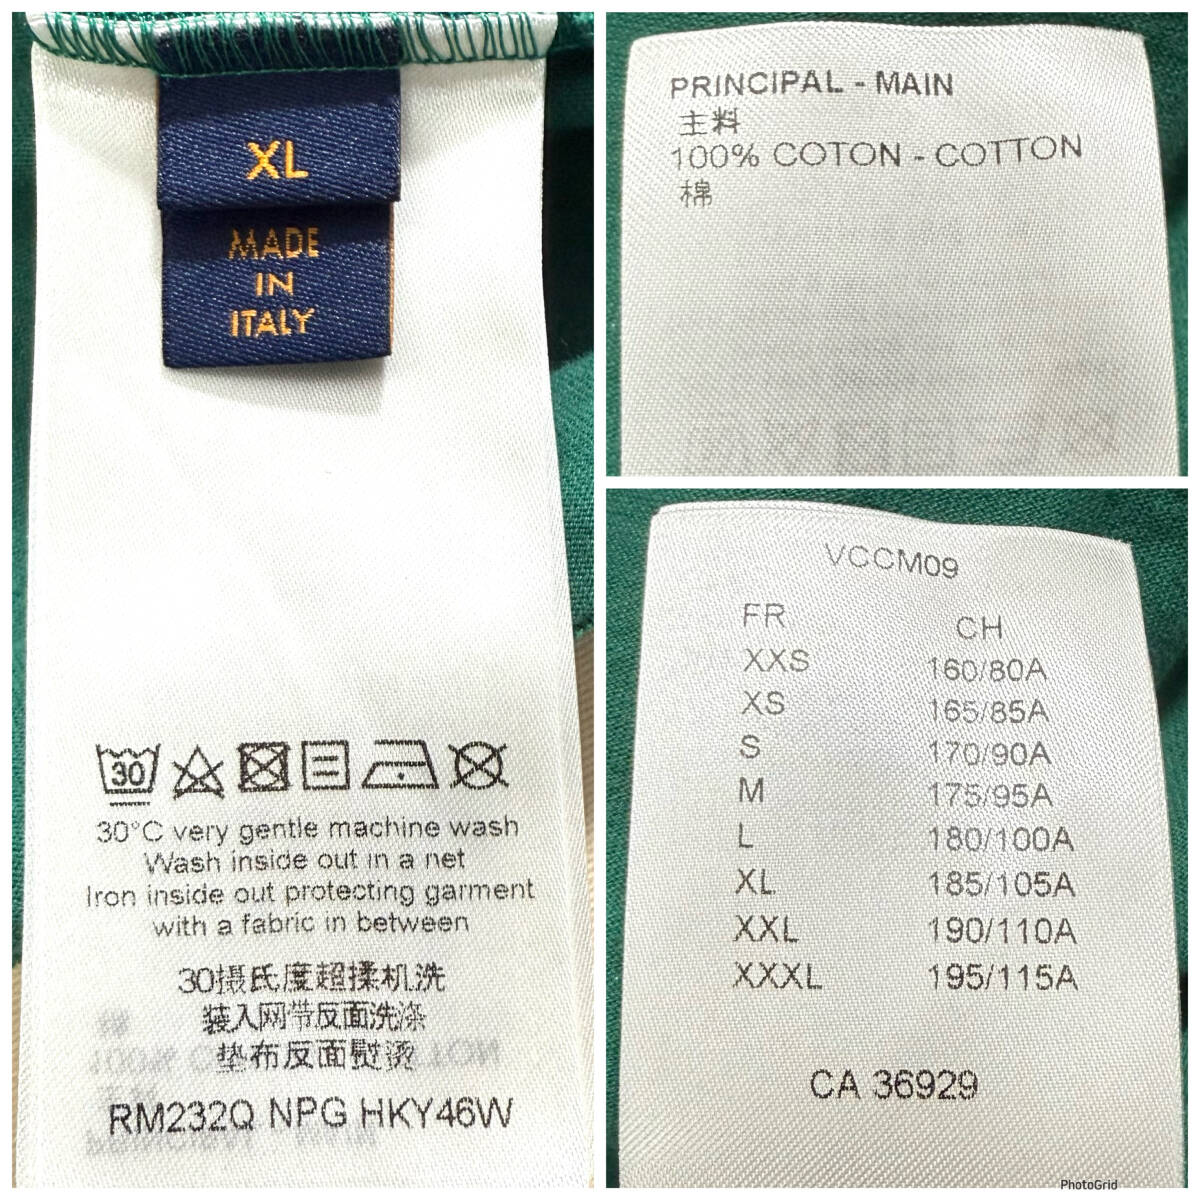 XL
MADE
IN
ITALY
30
30°C very gentle machine wash
Wash inside out in a net
Iron inside out protecting garment
with a fabric in between
30摄氏度超揉机洗
装入网带反面洗涤
垫布反面熨烫
RM232Q NPG HKY46W
PRINCIPAL - MAIN
主料
100% COTON - COTTON
棉
VCCM09
FR CH
XXS 160/80A
XS 165/85A
S 170/90A
M 175/95A
L 180/100A
XL 185/105A
XXL 190/110A
XXXL 195/115A
CA 36929
PhotoGrid